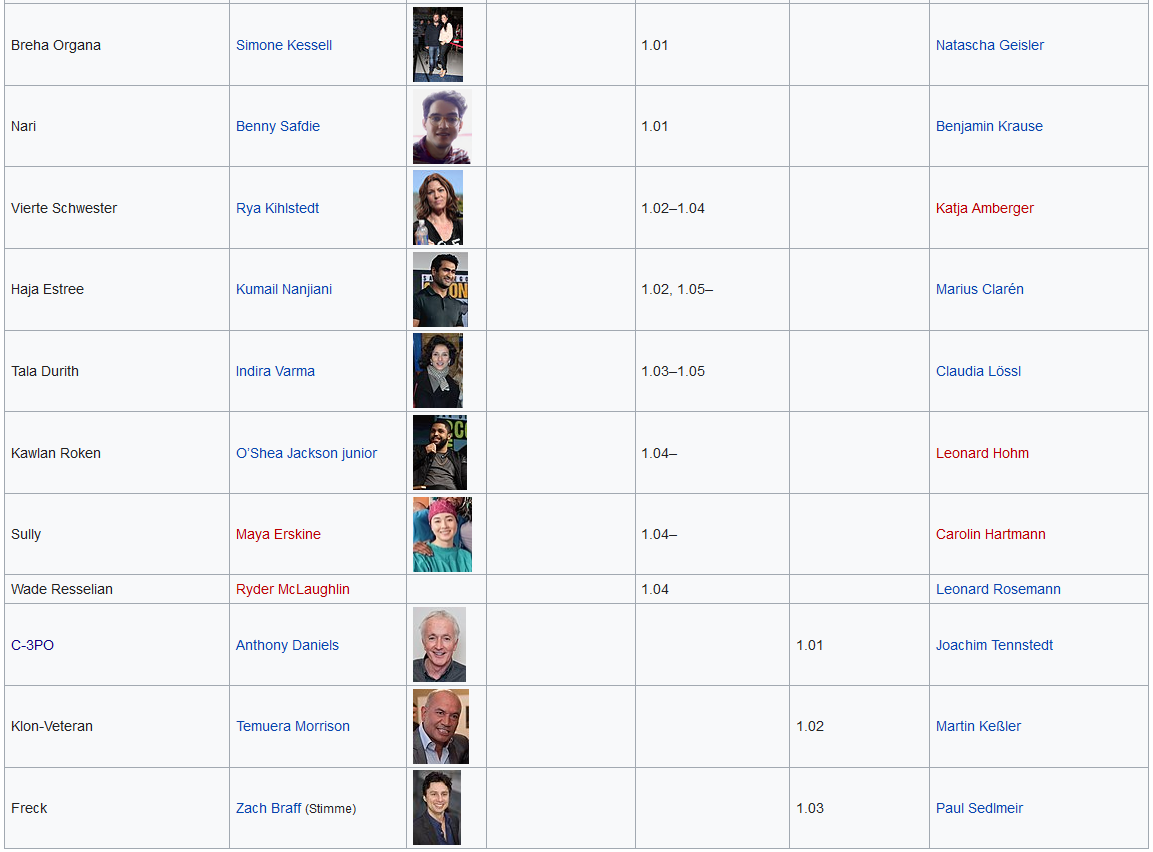 Breha Organa Simone Kessell 1.01 Natascha Geisler
Nari Benny Safdie 1.01 Benjamin Krause
Vierte Schwester Rya Kihlstedt 1.02–1.04 Katja Amberger
Haja Estree Kumail Nanjiani 1.02, 1.05– Marius Clarén
Tala Durith Indira Varma 1.03–1.05 Claudia Lössl
Kawlan Roken O’Shea Jackson junior 1.04– Leonard Hohm
Sully Maya Erskine 1.04– Carolin Hartmann
Wade Resselian Ryder McLaughlin 1.04 Leonard Rosemann
C-3PO Anthony Daniels 1.01 Joachim Tennstedt
Klon-Veteran Temuera Morrison 1.02 Martin Keßler
Freck Zach Braff (Stimme) 1.03 Paul Sedlmeir